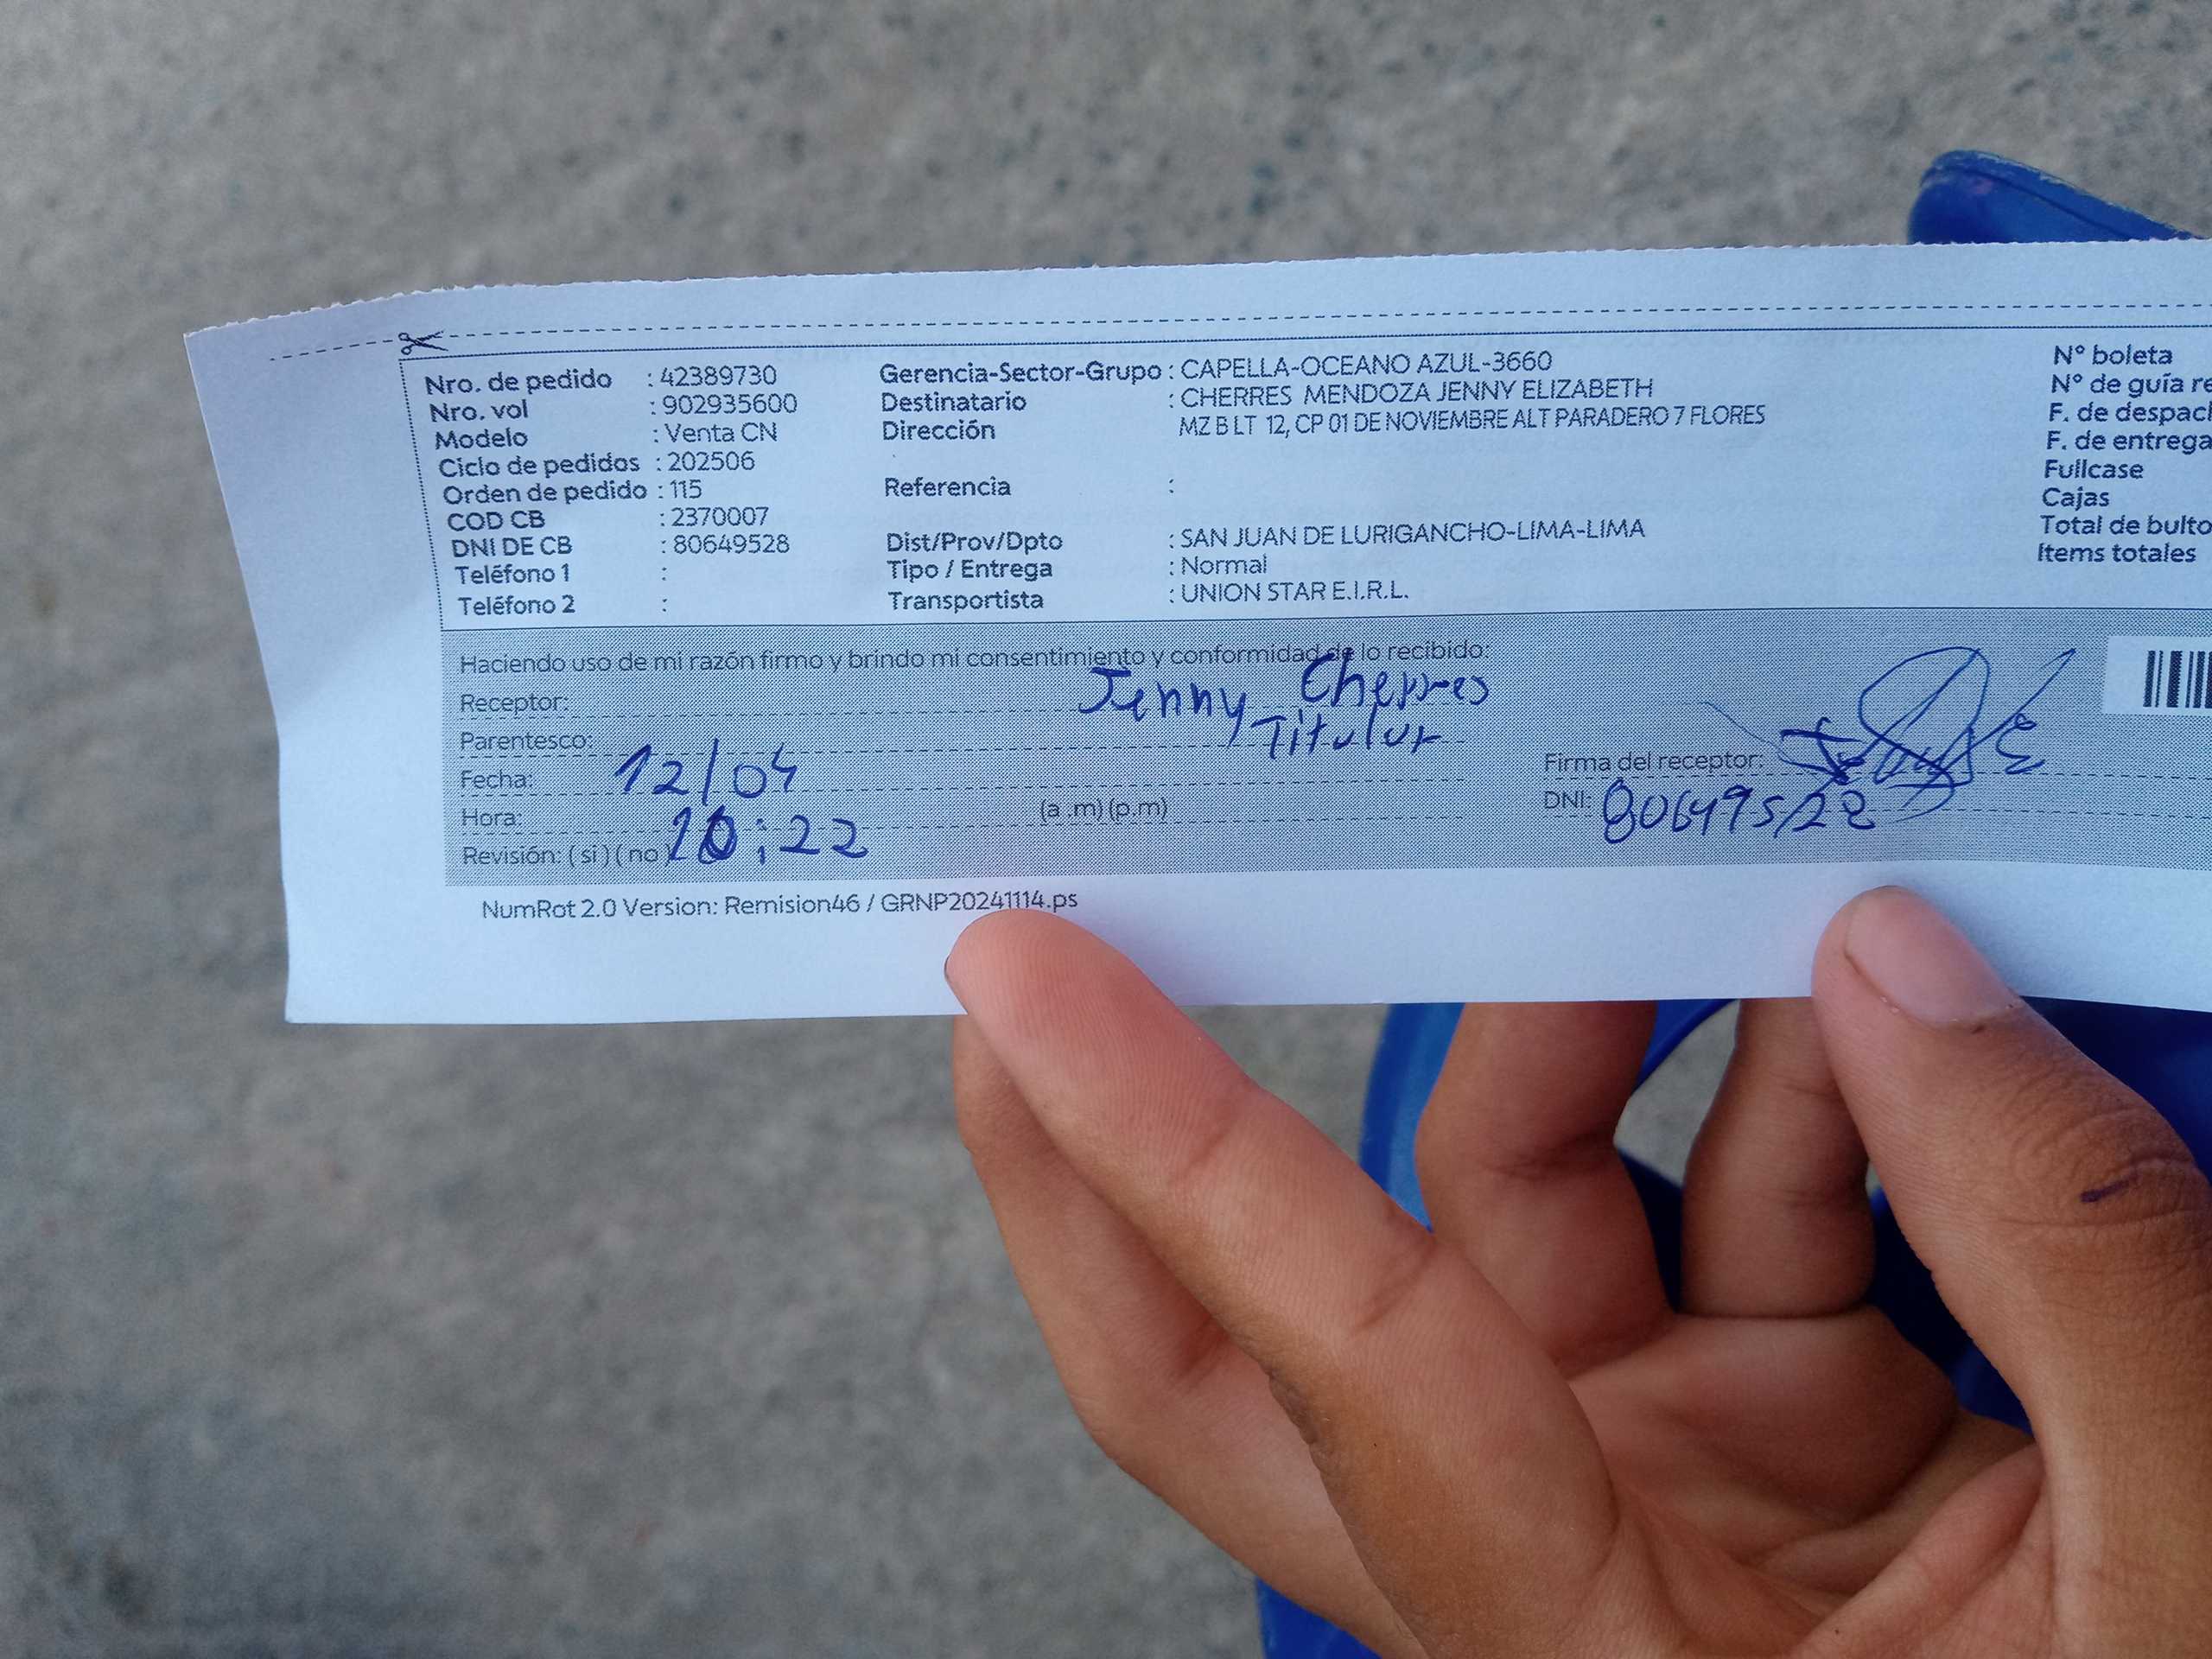 Nro. de pedido : 42389730 Gerencia-Sector-Grupo : CAPELLA-OCEANO AZUL-3660 N° boleta
Nro. vol : 902935600 Destinatario : CHERRES MENDOZA JENNY ELIZABETH N° de guía re
Modelo : Venta CN Dirección MZ B LT 12, CP 01 DE NOVIEMBRE ALT PARADERO 7 FLORES F. de despach
Ciclo de pedidos : 202506 F. de entrega
Orden de pedido : 115 Referencia : Fullcase
COD CB : 2370007 Cajas
DNI DE CB : 80649528 Dist/Prov/Dpto : SAN JUAN DE LURIGANCHO-LIMA-LIMA Total de bulto
Teléfono 1 : Tipo / Entrega : Normal Items totales
Teléfono 2 : Transportista : UNION STAR E.I.R.L.
Haciendo uso de mi razón firmo y brindo mi consentimiento y conformidad de lo recibido:
Receptor: Jenny Cherres
Parentesco: Titular
Fecha: 12/04 Firma del receptor:
Hora: (a .m) (p.m) DNI:
Revisión: ( si ) ( no )
NumRot 2.0 Version: Remision46 / GRNP20241114.ps